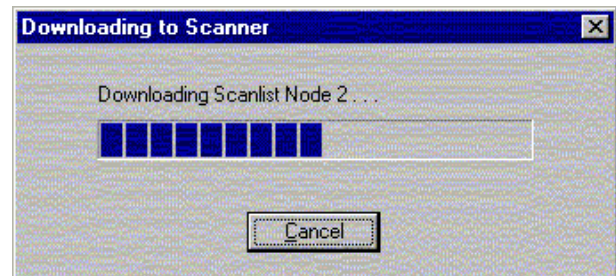 Downloading to Scanner
Downloading Scanlist Node 2 . . .
Cancel